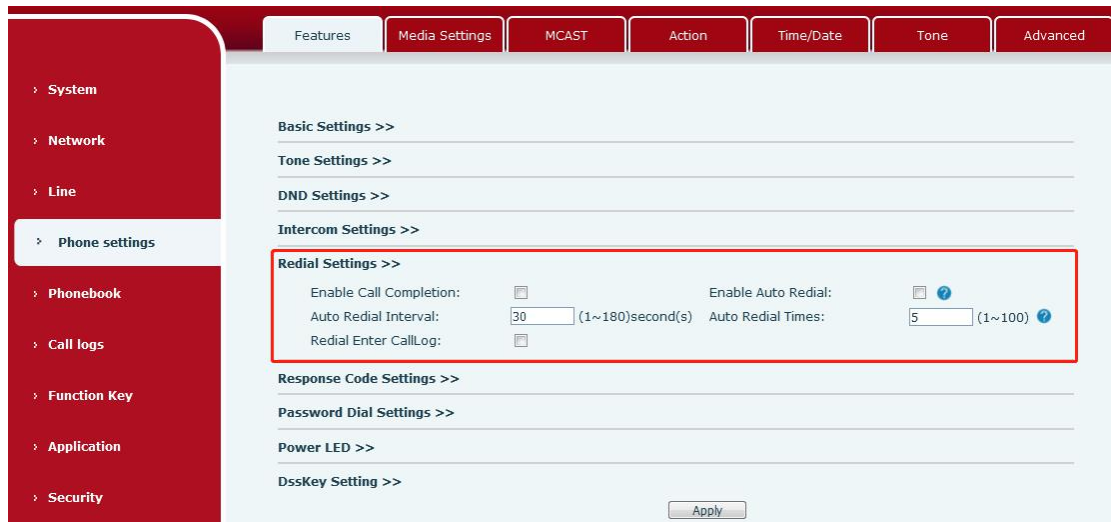 Features Media Settings MCAST Action Time/Date Tone Advanced
› System
› Network
› Line
› Phone settings
› Phonebook
› Call logs
› Function Key
› Application
› Security
Basic Settings >>
Tone Settings >>
DND Settings >>
Intercom Settings >>
Redial Settings >>
Enable Call Completion: Enable Auto Redial: ?
Auto Redial Interval: 30 (1~180)second(s) Auto Redial Times: 5 (1~100) ?
Redial Enter CallLog:
Response Code Settings >>
Password Dial Settings >>
Power LED >>
DssKey Setting >>
Apply